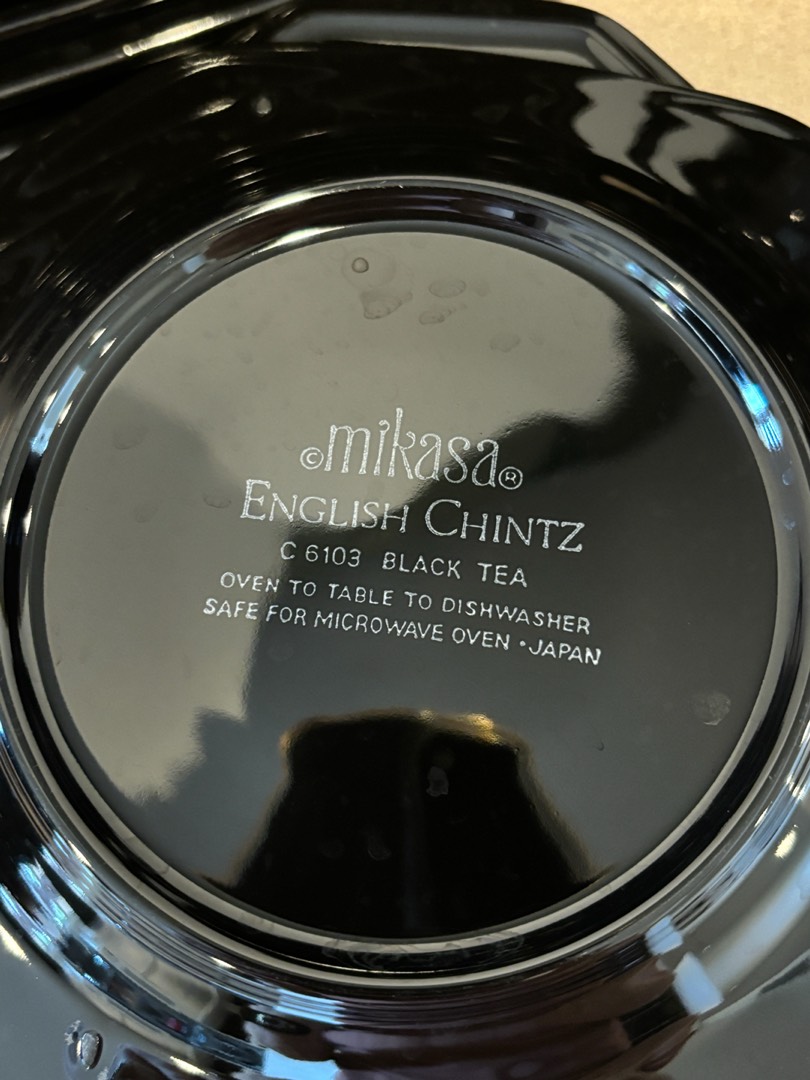 ©mikasa®
ENGLISH CHINTZ
C 6103 BLACK TEA
OVEN TO TABLE TO DISHWASHER
SAFE FOR MICROWAVE OVEN • JAPAN